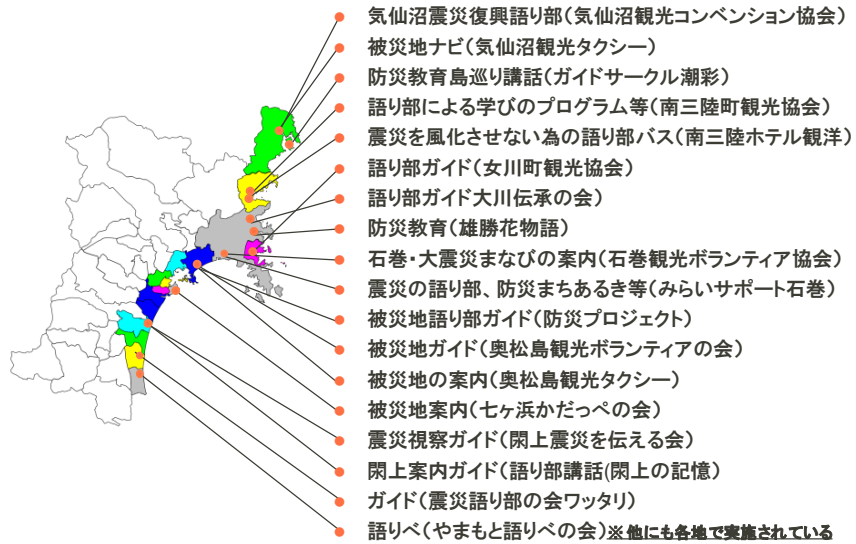 気仙沼震災復興語り部（気仙沼観光コンベンション協会）
被災地ナビ（気仙沼観光タクシー）
防災教育島巡り講話（ガイドサークル潮彩）
語り部による学びのプログラム等（南三陸町観光協会）
震災を風化させない為の語り部バス（南三陸ホテル観洋）
語り部ガイド（女川町観光協会）
語り部ガイド大川伝承の会）
防災教育（雄勝花物語）
石巻・大震災まなびの案内（石巻観光ボランティア協会）
震災の語り部、防災まちあるき等（みらいサポート石巻）
被災地語り部ガイド（防災プロジェクト）
被災地ガイド（奥松島観光ボランティアの会）
被災地の案内（奥松島観光タクシー）
被災地案内（七ヶ浜かだっぺの会）
震災視察ガイド（閖上震災を伝える会）
閖上案内ガイド（語り部講話(閖上の記憶）
ガイド（震災語り部の会ワッタリ）
語りべ（やまもと語りべの会）※他にも各地で実施されている